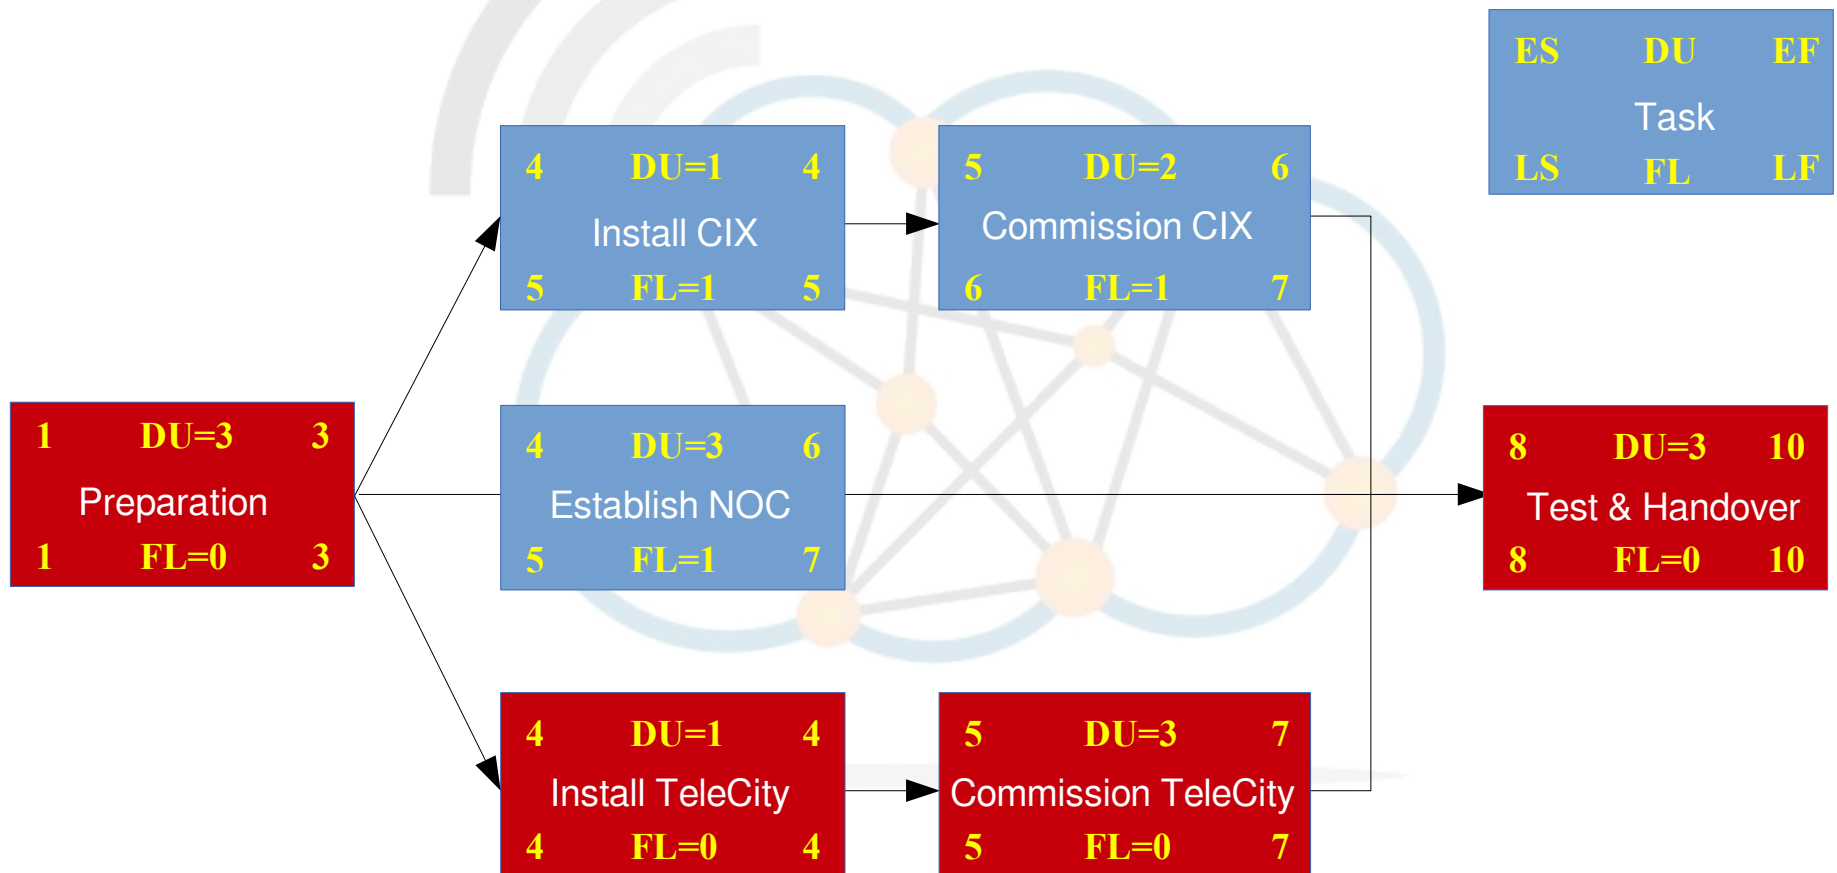 ES DU EF
Task
LS FL LF
4 DU=1 4
Install CIX
5 FL=1 5
5 DU=2 6
Commission CIX
6 FL=1 7
1 DU=3 3
Preparation
1 FL=0 3
4 DU=3 6
Establish NOC
5 FL=1 7
8 DU=3 10
Test & Handover
8 FL=0 10
4 DU=1 4
Install TeleCity
4 FL=0 4
5 DU=3 7
Commission TeleCity
5 FL=0 7